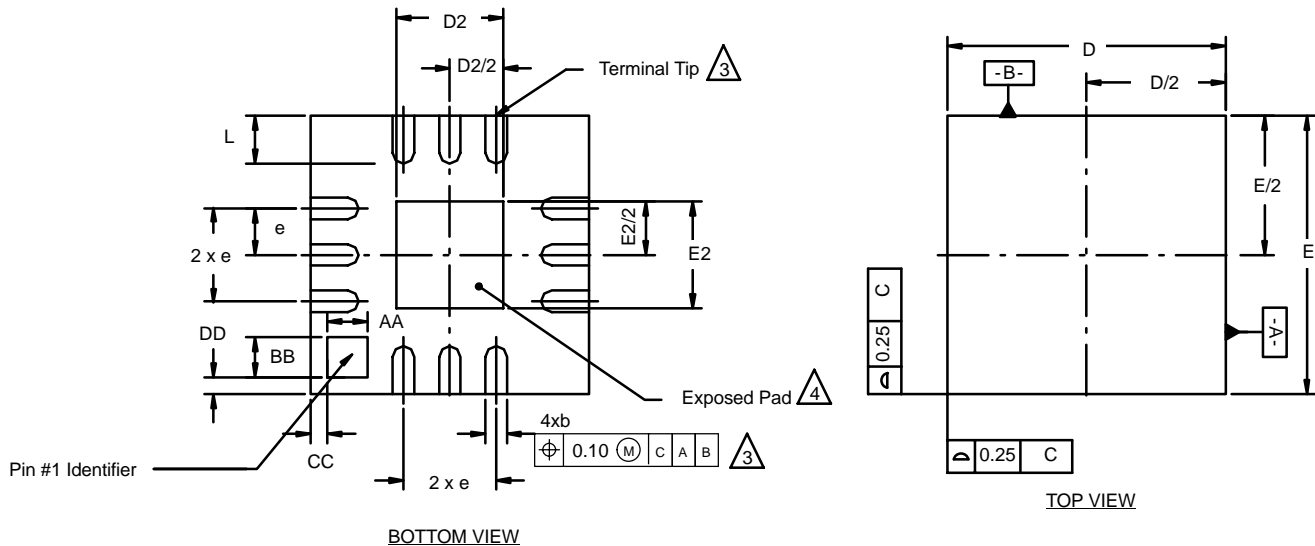 D2
D2/2
Terminal Tip 3
L
e
2 x e
E2/2
E2
DD
AA
BB
Exposed Pad 4
4xb
0.10 M C A B 3
CC
Pin #1 Identifier
2 x e
BOTTOM VIEW
D
-B-
D/2
E/2
E
C
0.25
-A-
0.25 C
TOP VIEW